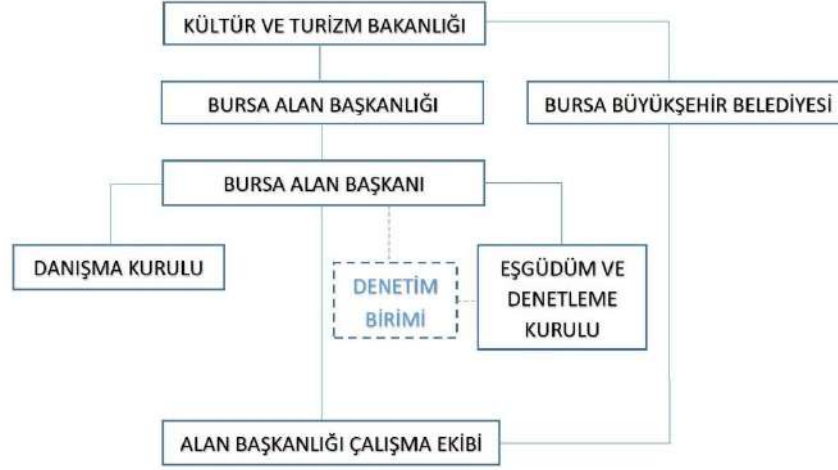 KÜLTÜR VE TURİZM BAKANLIĞI
BURSA ALAN BAŞKANLIĞI
BURSA BÜYÜKŞEHİR BELEDİYESİ
BURSA ALAN BAŞKANI
DANIŞMA KURULU
DENETİM
BİRİMİ
EŞGÜDÜM VE
DENETLEME
KURULU
ALAN BAŞKANLIĞI ÇALIŞMA EKİBİ